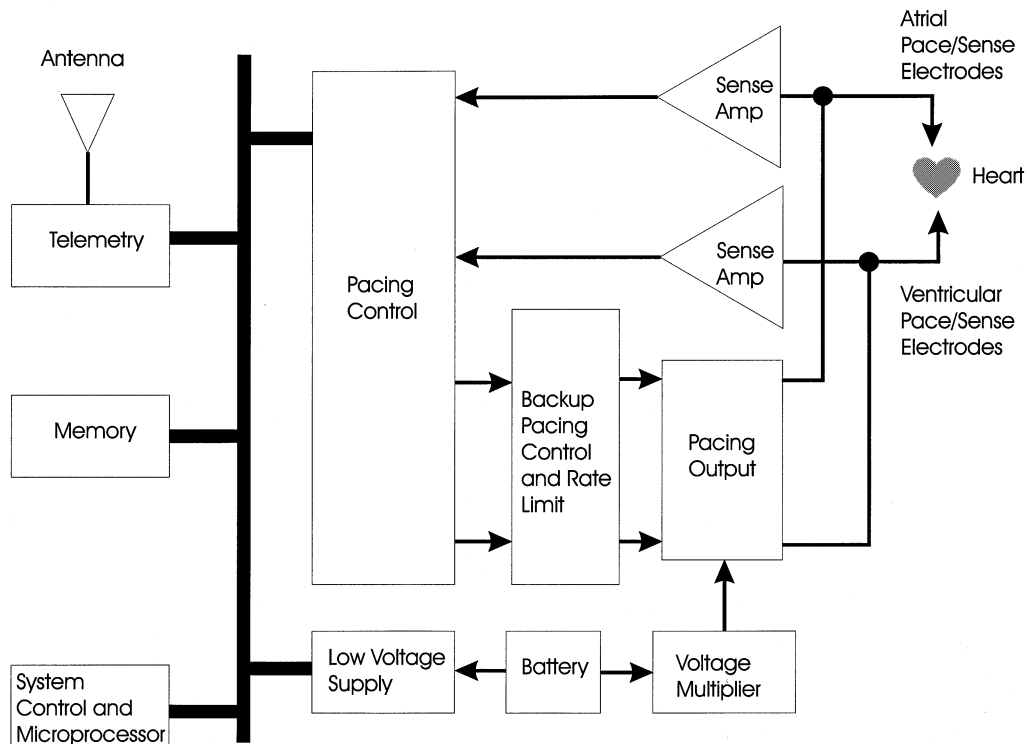 Antenna
Telemetry
Memory
System
Control and
Microprocessor
Pacing
Control
Sense
Amp
Sense
Amp
Atrial
Pace/Sense
Electrodes
Heart
Ventricular
Pace/Sense
Electrodes
Backup
Pacing
Control
and Rate
Limit
Pacing
Output
Low Voltage
Supply
Battery
Voltage
Multiplier